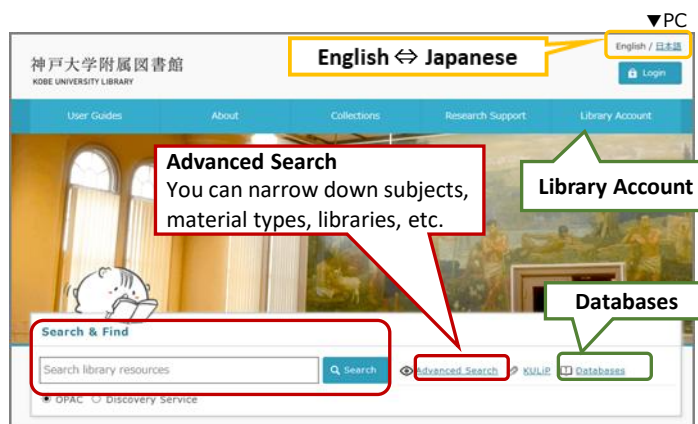 ▼PC
English ⇔ Japanese
English / 日本語
神戸大学附属図書館
KOBE UNIVERSITY LIBRARY
Login
User Guides
About
Collections
Research Support
Library Account
Advanced Search
You can narrow down subjects,
material types, libraries, etc.
Library Account
Databases
Search & Find
Search library resources
Search
Advanced Search
KULiP
Databases
OPAC
Discovery Service